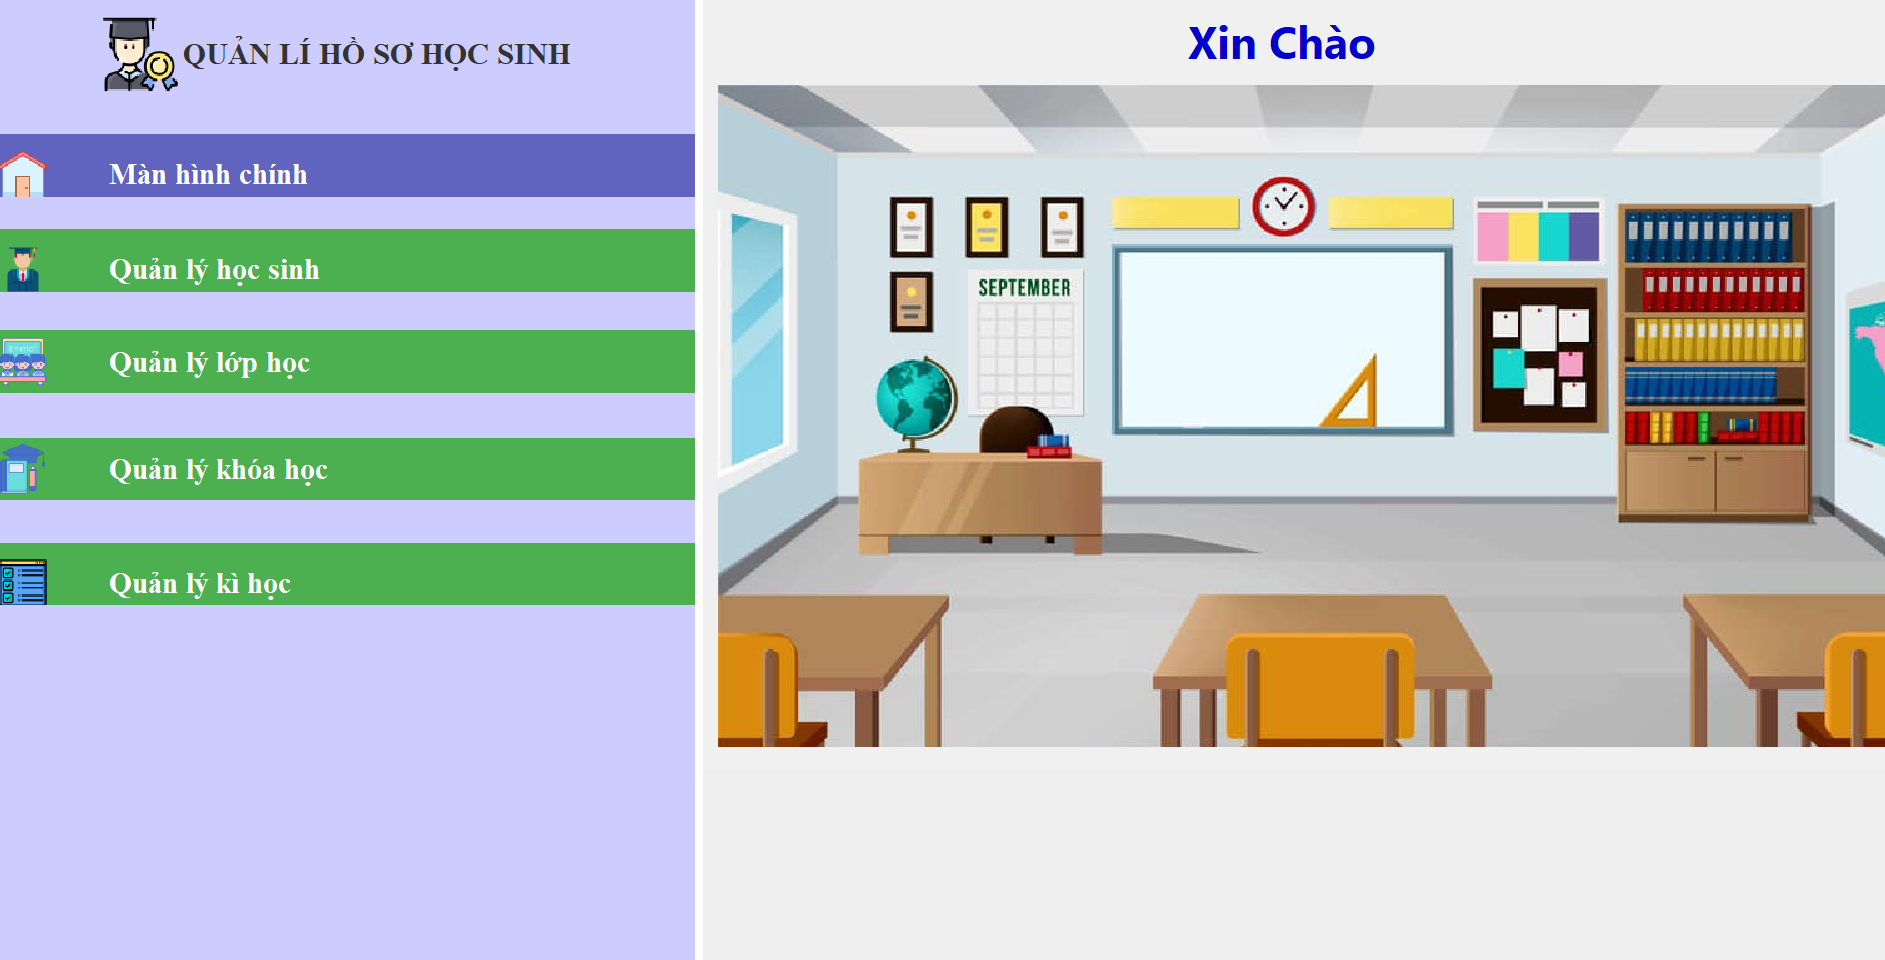 QUẢN LÍ HỒ SƠ HỌC SINH
Màn hình chính
Quản lý học sinh
Quản lý lớp học
Quản lý khóa học
Quản lý kì học
Xin Chào
SEPTEMBER